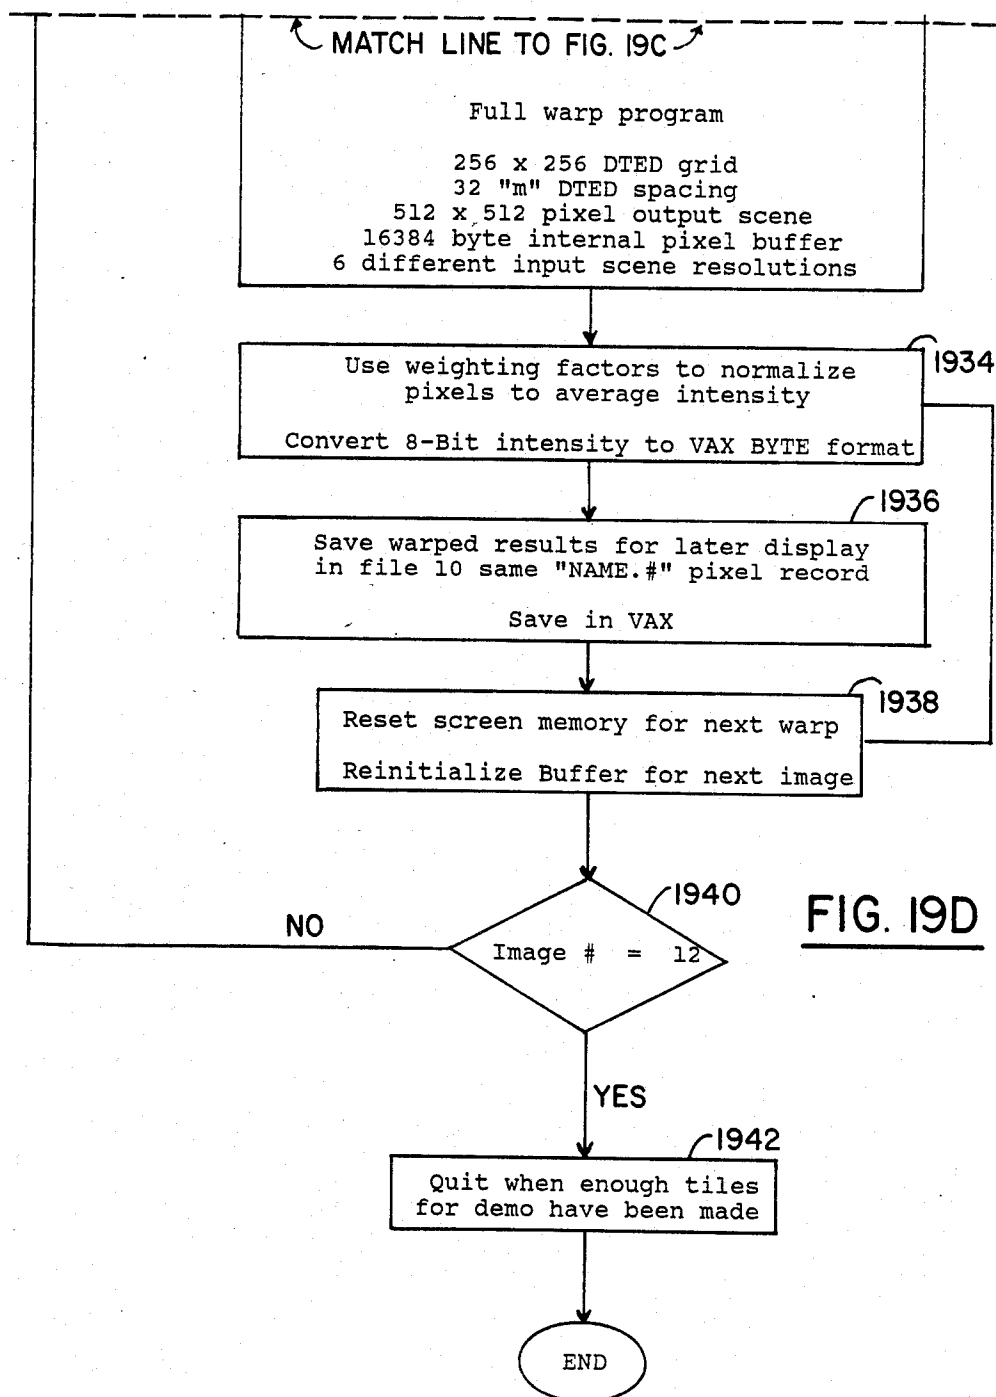 MATCH LINE TO FIG. 19C
Full warp program
256 x 256 DTED grid
32 "m" DTED spacing
512 x 512 pixel output scene
16384 byte internal pixel buffer
6 different input scene resolutions
1934
Use weighting factors to normalize
pixels to average intensity
Convert 8-Bit intensity to VAX BYTE format
1936
Save warped results for later display
in file 10 same "NAME.#" pixel record
Save in VAX
1938
Reset screen memory for next warp
Reinitialize Buffer for next image
1940
FIG. 19D
NO
Image # = 12
YES
1942
Quit when enough tiles
for demo have been made
END